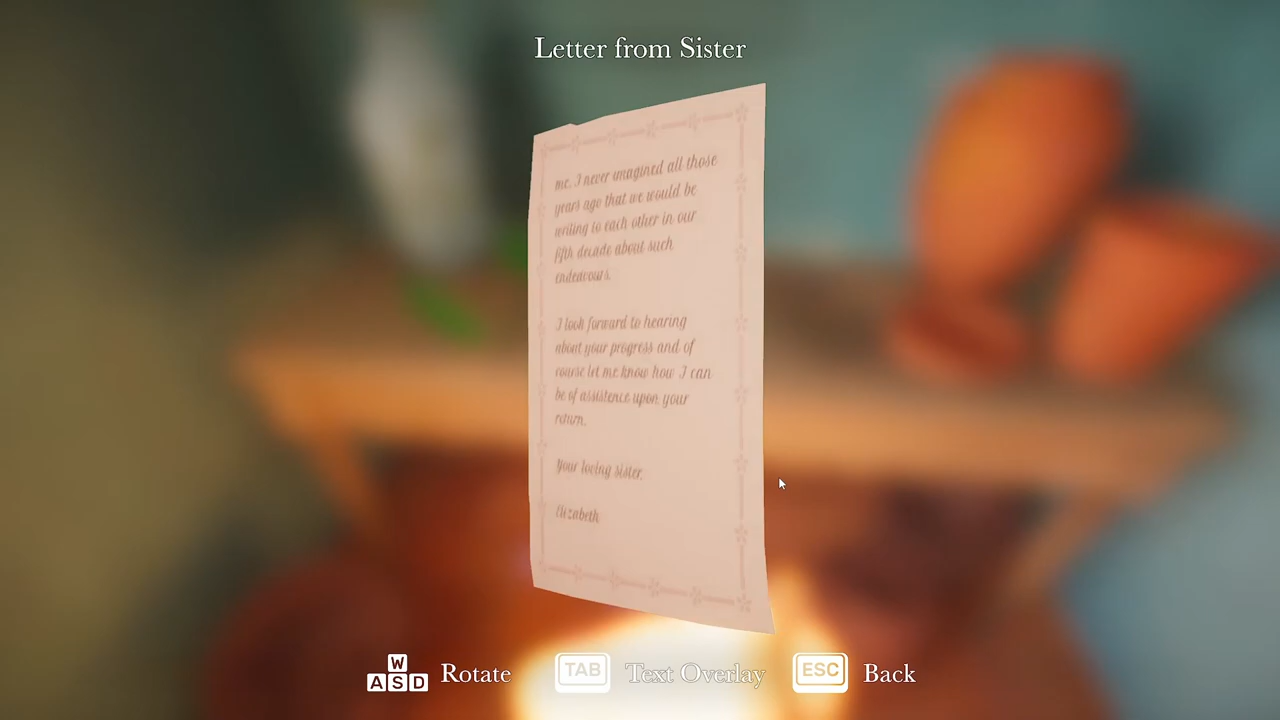 Letter from Sister
me. I never imagined all those
years ago that we would be
writing to each other in our
fifth decade about such
endeavours.
I look forward to hearing
about your progress and of
course let me know how I can
be of assistence upon your
return.
Your loving sister,
Elizabeth
W
A S D Rotate TAB Text Overlay ESC Back